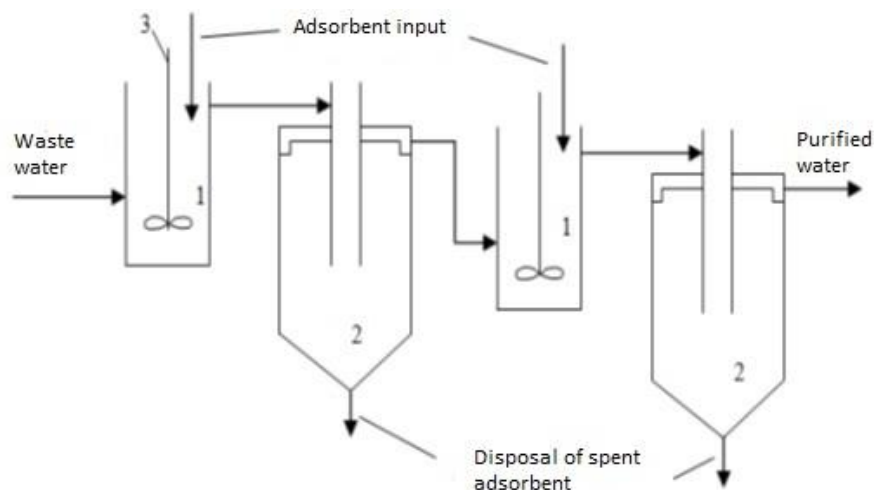 3
Adsorbent input
Waste
water
Purified
water
1
1
2
2
Disposal of spent
adsorbent